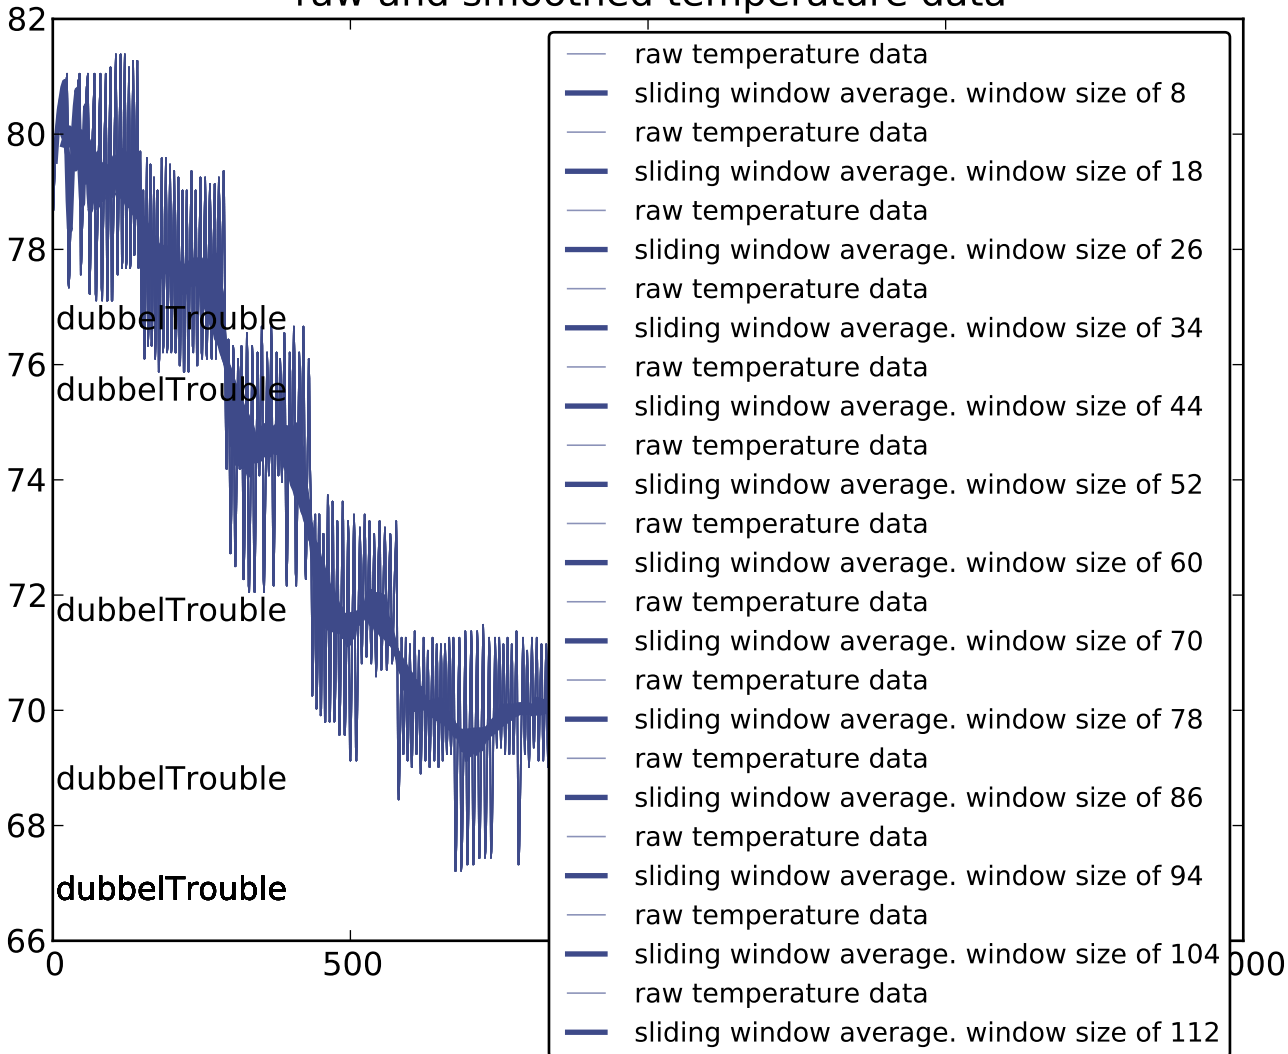 raw and smoothed temperature data
82
80
78
76
74
72
70
68
66
0
500
000
dubbelTrouble
dubbelTrouble
dubbelTrouble
dubbelTrouble
dubbelTrouble
raw temperature data
sliding window average. window size of 8
raw temperature data
sliding window average. window size of 18
raw temperature data
sliding window average. window size of 26
raw temperature data
sliding window average. window size of 34
raw temperature data
sliding window average. window size of 44
raw temperature data
sliding window average. window size of 52
raw temperature data
sliding window average. window size of 60
raw temperature data
sliding window average. window size of 70
raw temperature data
sliding window average. window size of 78
raw temperature data
sliding window average. window size of 86
raw temperature data
sliding window average. window size of 94
raw temperature data
sliding window average. window size of 104
raw temperature data
sliding window average. window size of 112